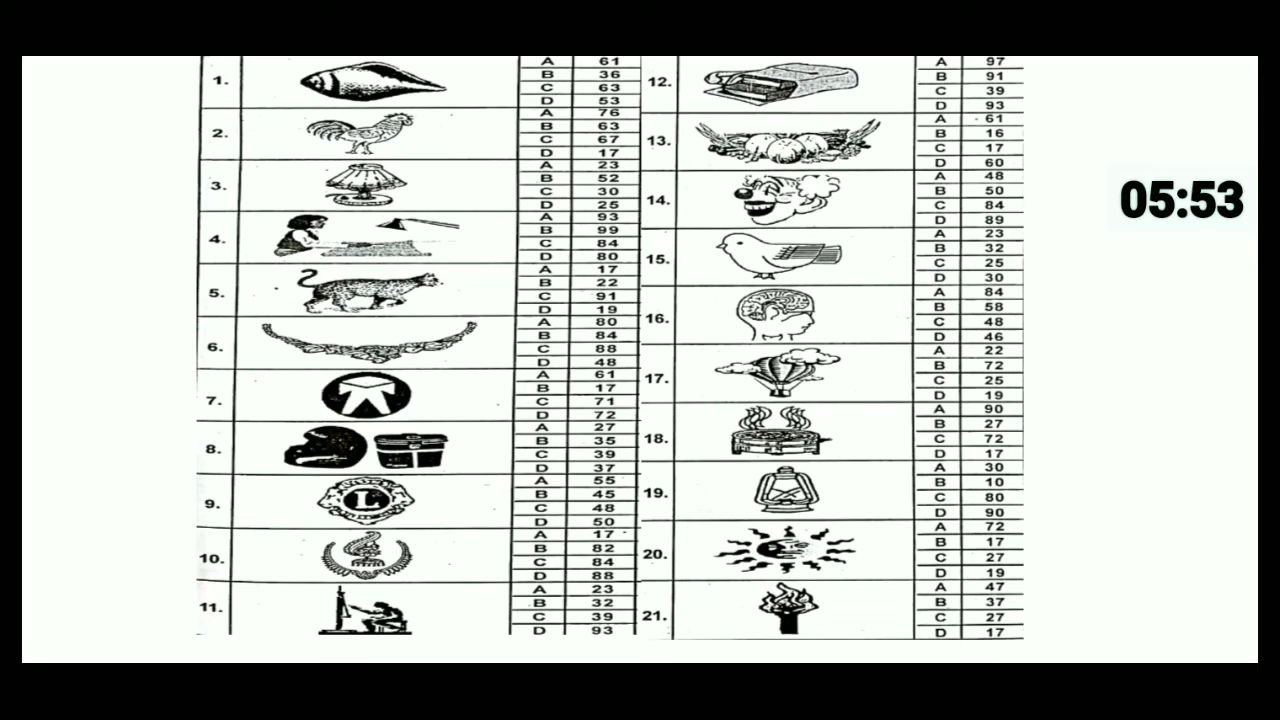 1.
A 61
B 36
C 63
D 53
2.
A 76
B 63
C 67
D 17
3.
A 23
B 52
C 30
D 25
4.
A 93
B 99
C 84
D 80
5.
A 17
B 22
C 91
D 19
6.
A 80
B 84
C 88
D 48
7.
A 61
B 17
C 71
D 72
8.
A 27
B 35
C 39
D 37
9.
L
A 55
B 45
C 48
D 50
10.
A 17
B 82
C 84
D 88
11.
A 23
B 32
C 39
D 93
12.
A 97
B 91
C 39
D 93
13.
A 61
B 16
C 17
D 60
14.
A 48
B 50
C 84
D 89
15.
A 23
B 32
C 25
D 30
16.
A 84
B 58
C 48
D 46
17.
A 22
B 72
C 25
D 19
18.
A 90
B 27
C 72
D 17
19.
A 30
B 10
C 80
D 90
20.
A 72
B 17
C 27
D 19
21.
A 47
B 37
C 27
D 17
05:53